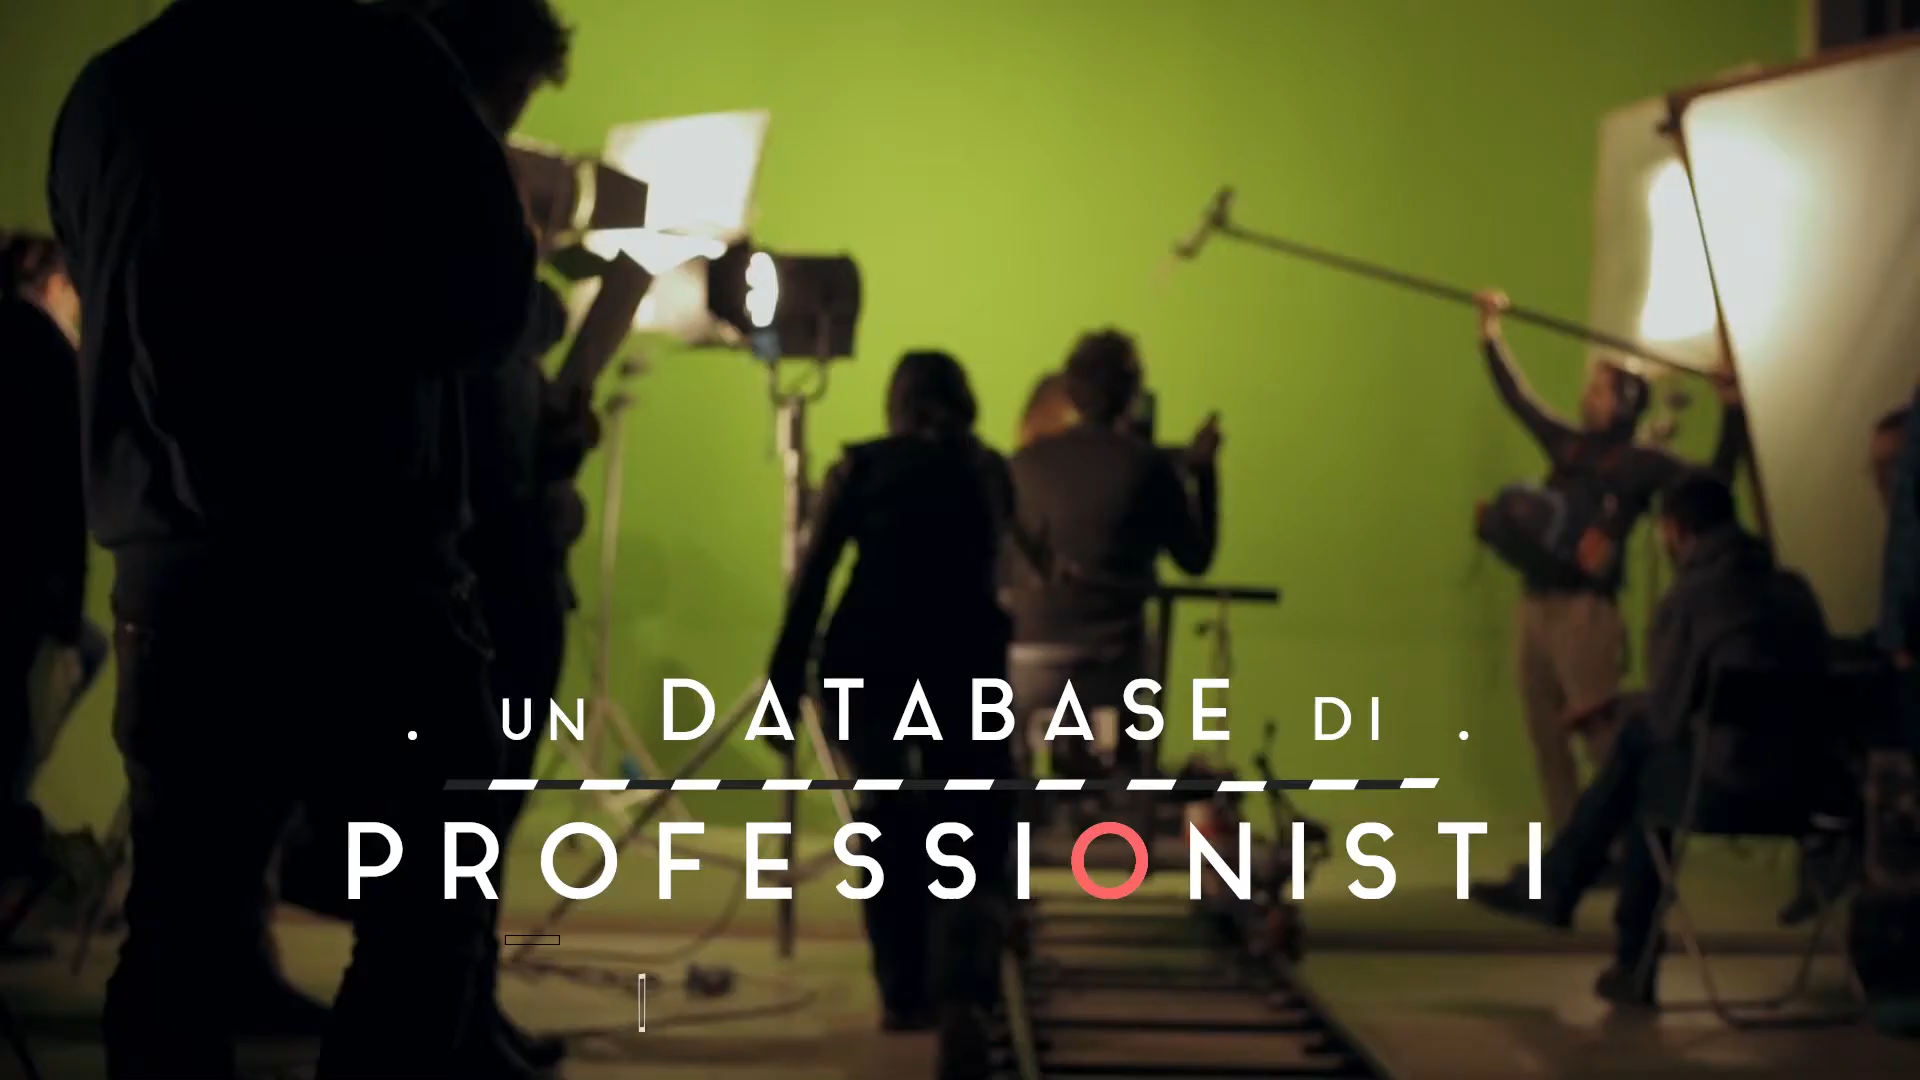 . UN DATABASE DI .
PROFESSIONISTI